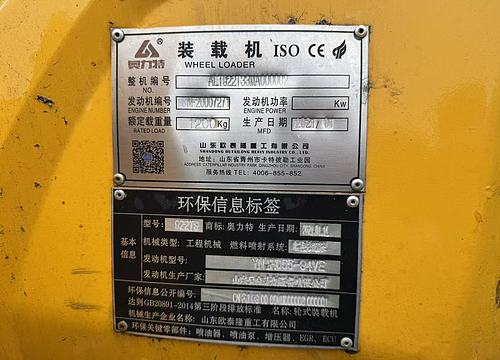 奥力特® 装载机 ISO CE
WHEEL LOADER
整机编号
NO.
发动机编号 发动机功率 Kw
ENGINE NUMBER ENGINE POWER
额定载重量 1200Kg 生产日期
RATED LOAD MFD
山东欧泰隆重工有限公司
SHANDONG OUTAILONG HEAVY INDUSTRY CO., LTD.
地址: 山东省青州市卡特彼勒工业园
ADDRESS: CATERPILLAR INDUSTRY PARK, QINGZHOU CITY, SHANDONG, CHINA
服务热线 TEL: 4006-855-852
环保信息标签
型号: 商标: 奥力特 生产日期:
基本信息
机械类型: 工程机械 燃料喷射系统:
发动机型号:
发动机生产厂家:
环保信息公开编号:
达到GB20891-2014第三阶段排放标准 名称: 轮式装载机
机械生产企业名称: 山东欧泰隆重工有限公司
环保关键零部件: 喷油器、喷油泵、增压器、EGR、ECU